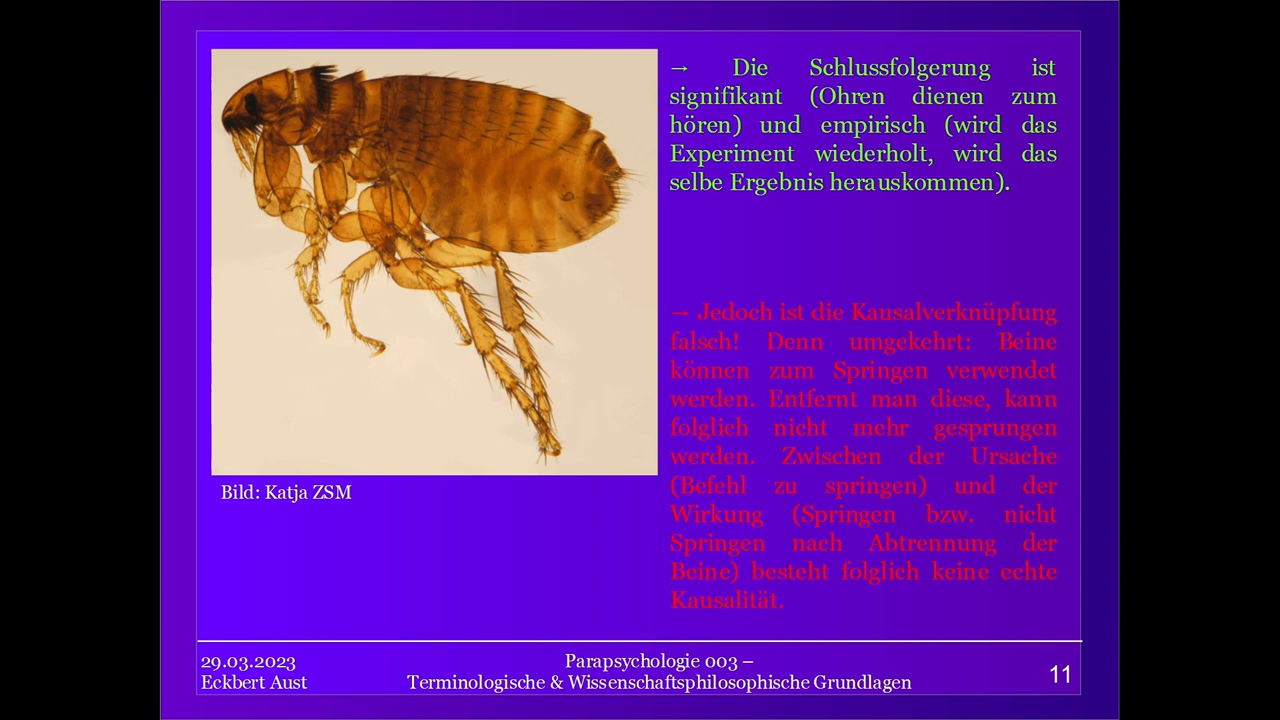 → Die Schlussfolgerung ist
signifikant (Ohren dienen zum
hören) und empirisch (wird das
Experiment wiederholt, wird das
selbe Ergebnis herauskommen).
→ Jedoch ist die Kausalverknüpfung
falsch! Denn umgekehrt: Beine
können zum Springen verwendet
werden. Entfernt man diese, kann
folglich nicht mehr gesprungen
werden. Zwischen der Ursache
(Befehl zu springen) und der
Wirkung (Springen bzw. nicht
Springen nach Abtrennung der
Beine) besteht folglich keine echte
Kausalität.
Bild: Katja ZSM
29.03.2023
Eckbert Aust
Parapsychologie 003 –
Terminologische & Wissenschaftsphilosophische Grundlagen
11